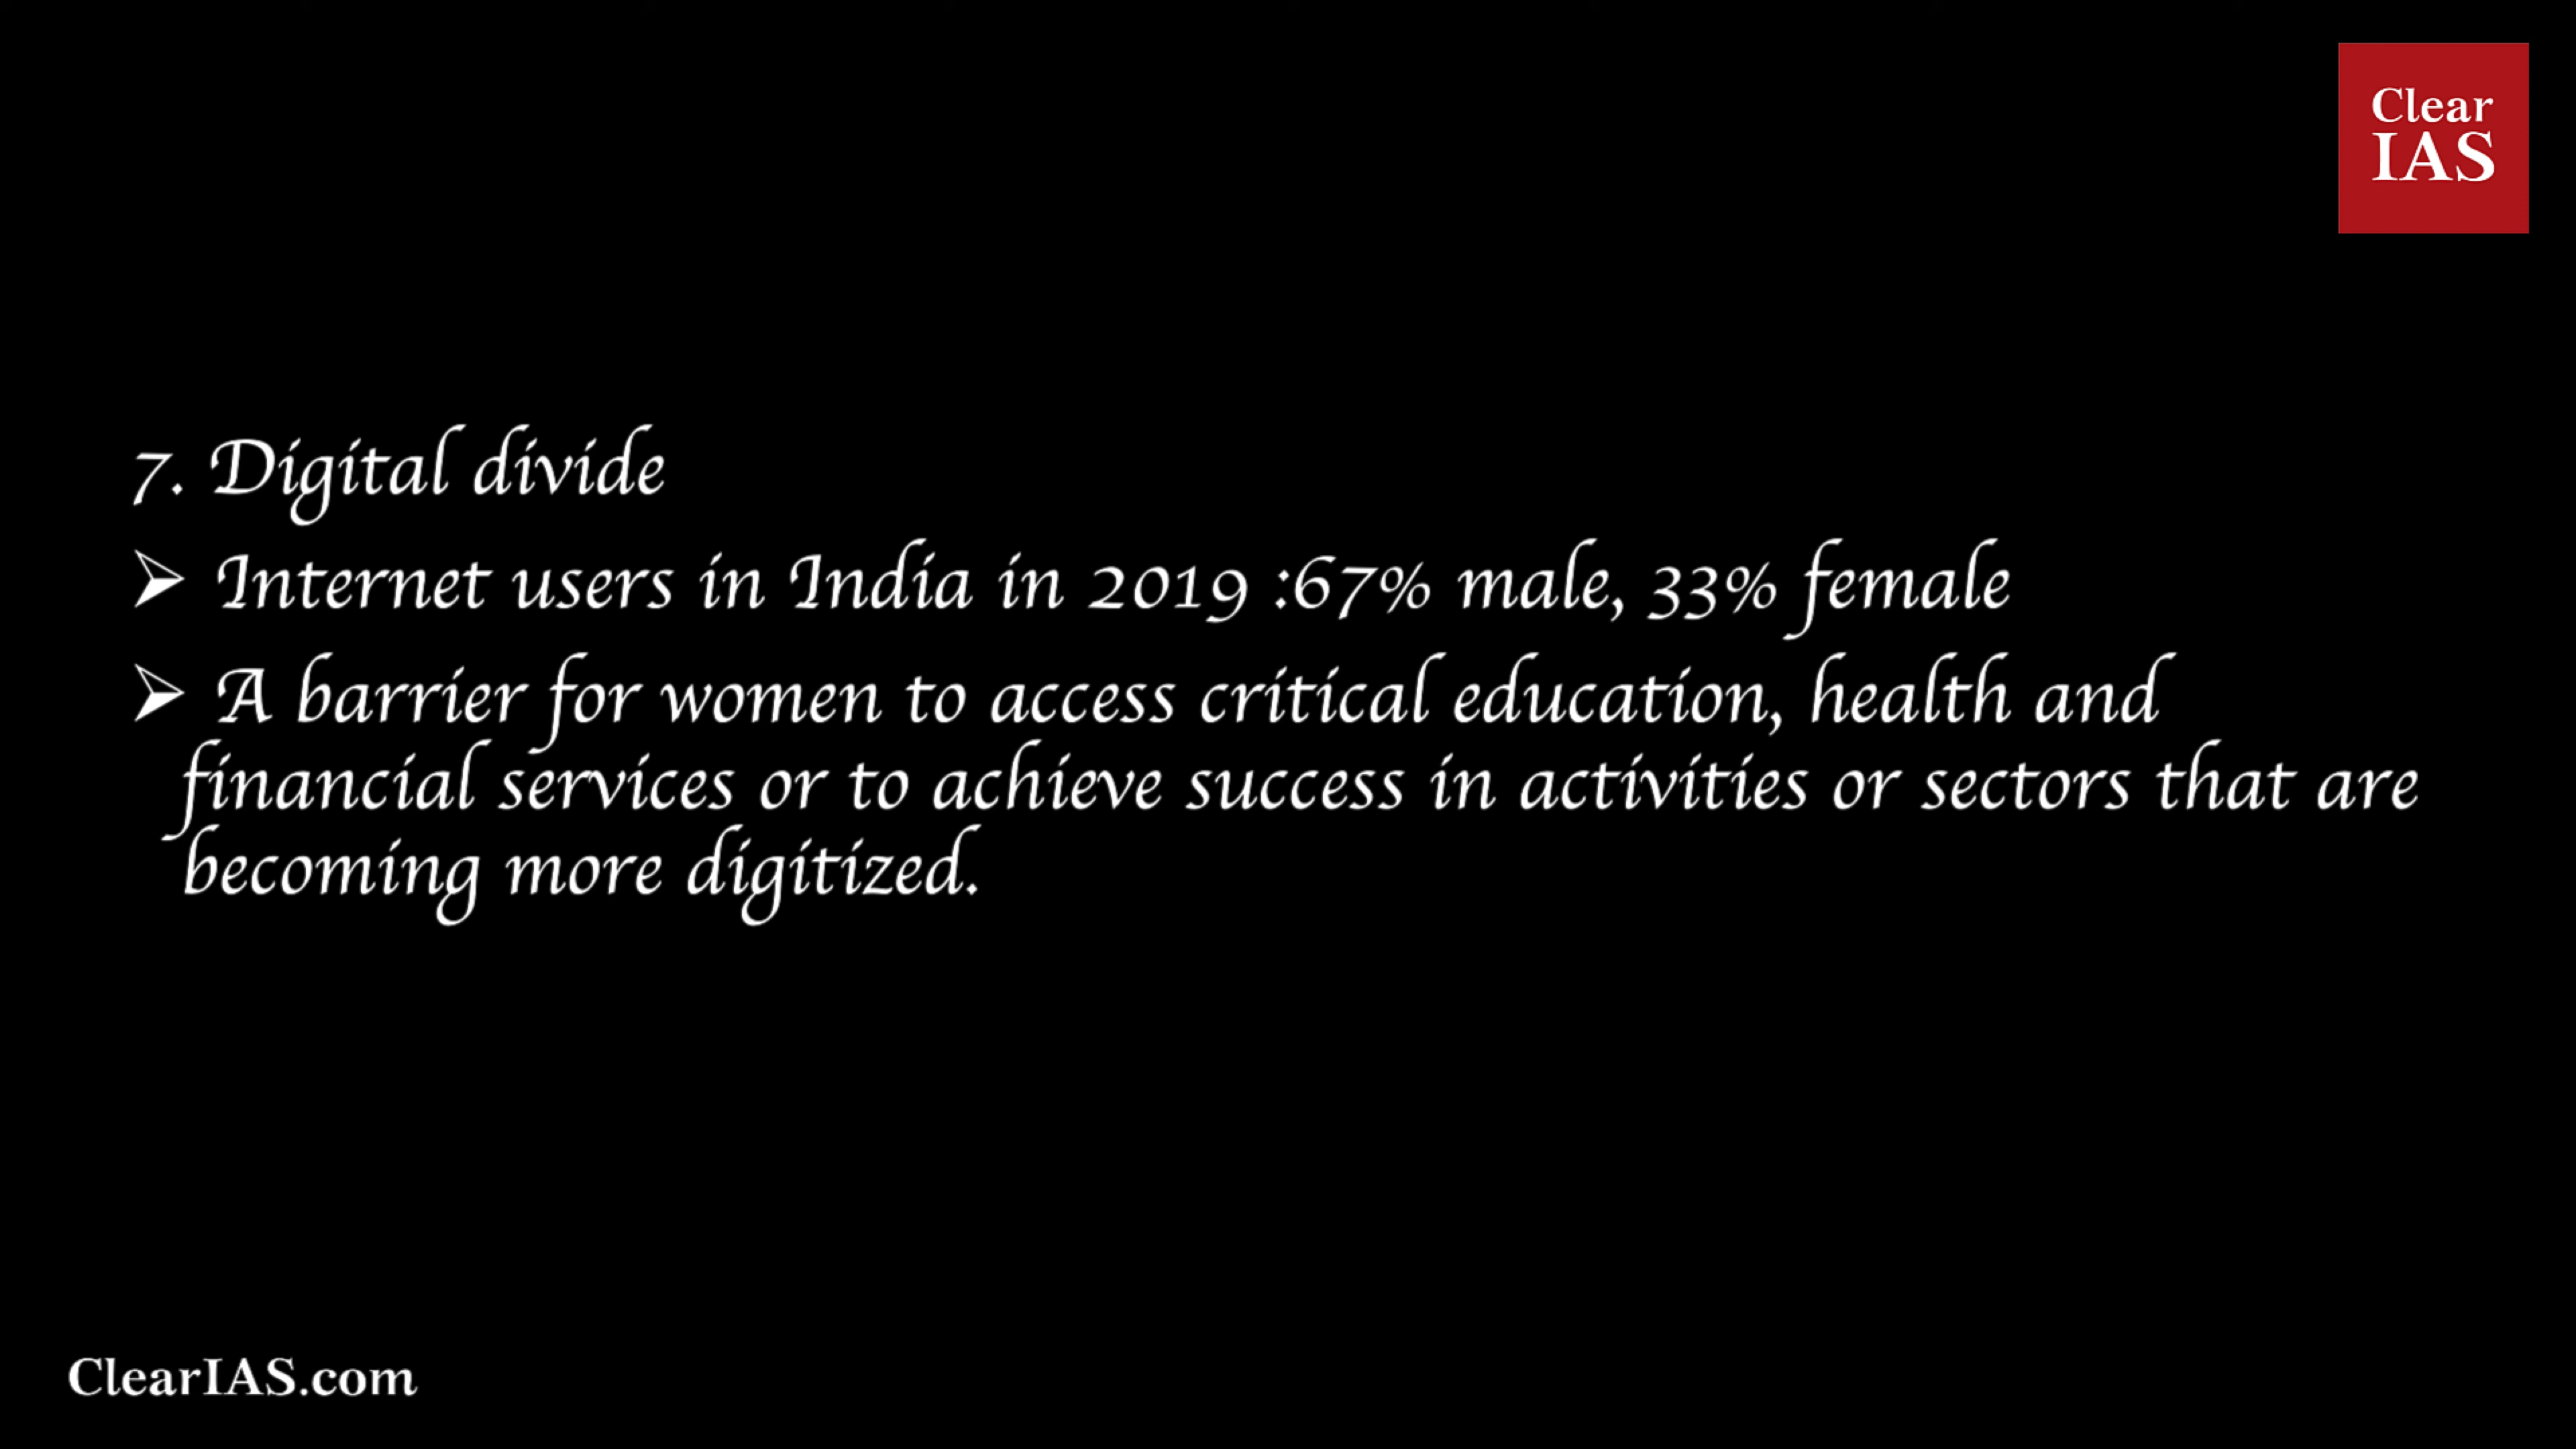 Clear
IAS
7. Digital divide
➢ Internet users in India in 2019 :67% male, 33% female
➢ A barrier for women to access critical education, health and
financial services or to achieve success in activities or sectors that are
becoming more digitized.
ClearIAS.com